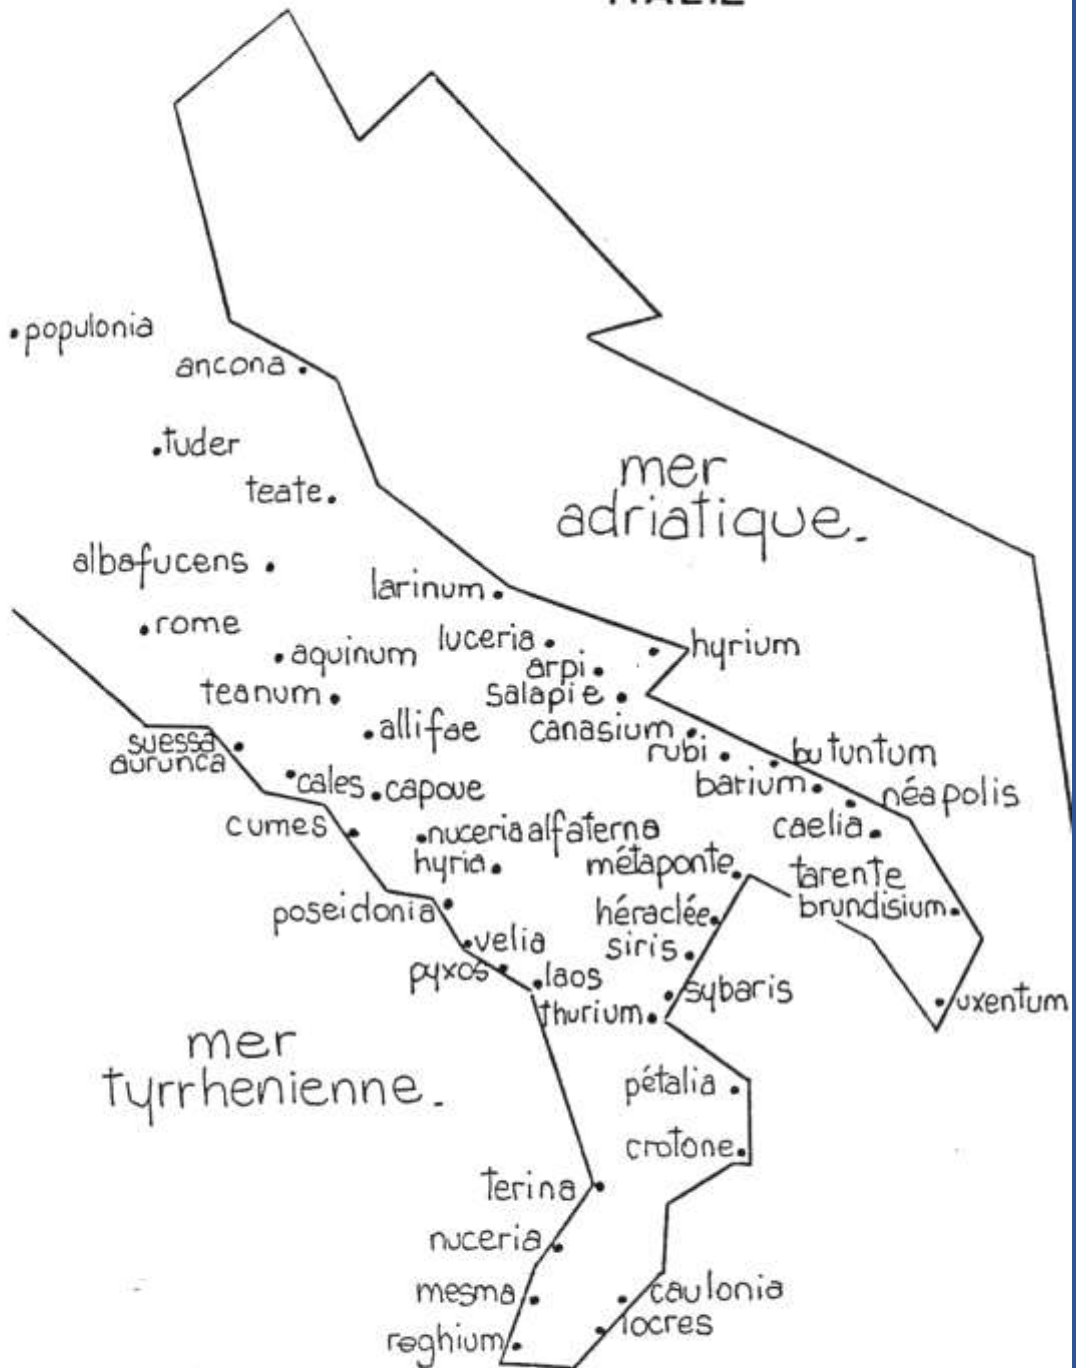 ITALIE
populonia
ancona
tuder
teate
mer
adriatique.
albafucens
larinum
rome
luceria
hyrium
aquinum
arpi
teanum
salapie
allifae
canasium
suessa
aurunca
rubi
butuntum
cales
capoue
barium
néapolis
cumes
nuceria alfaterna
caelia
hyria
métaponte
tarente
poseidonia
héraclée
brundisium
velia
siris
pyxos
laos
sybaris
uxentum
thurium
mer
tyrrhenienne.
pétalia
crotone
terina
nuceria
mesma
caulonia
locres
reghium